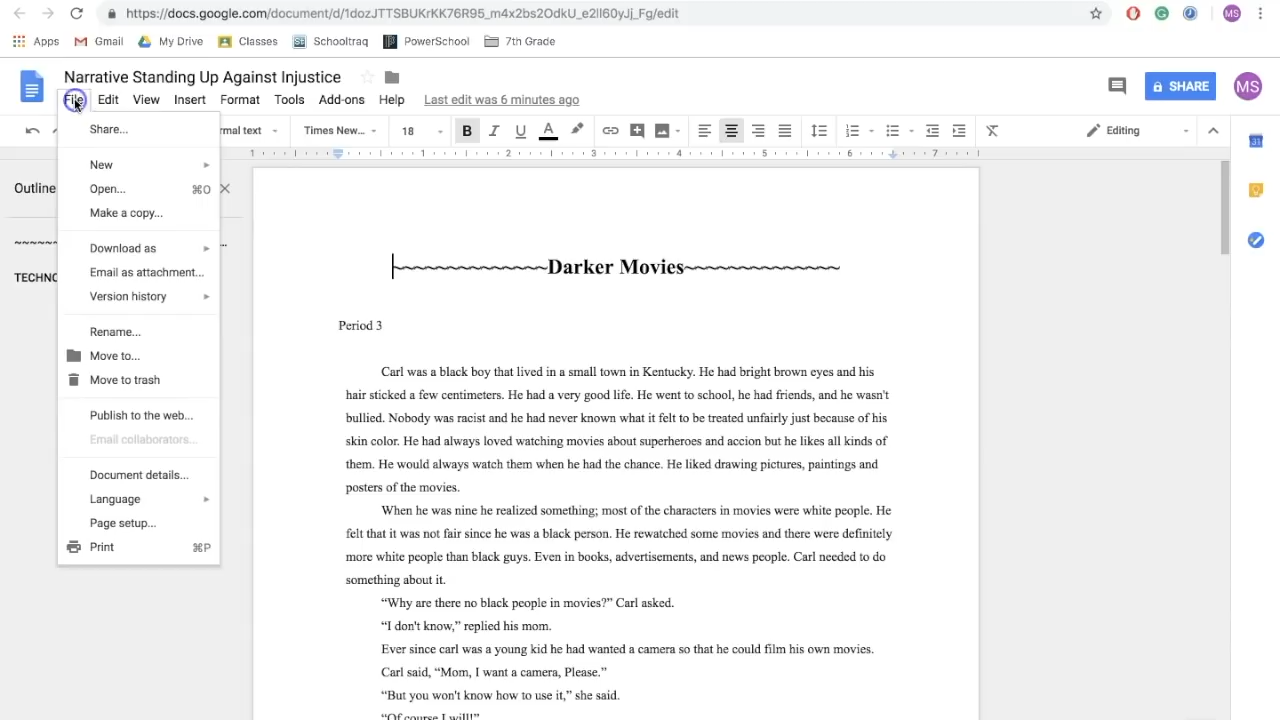 https://docs.google.com/document/d/1dozJTTSBUKrKK76R95_m4x2bs2OdkU_e2lI60yJj_Fg/edit
MS
Apps Gmail My Drive Classes Schooltraq PowerSchool 7th Grade
Narrative Standing Up Against Injustice
File Edit View Insert Format Tools Add-ons Help Last edit was 6 minutes ago
SHARE MS
rmal text Times New... 18 B I U A Editing
1 1 2 3 4 5 6 7
Outline
~~~~~~ ...
TECHNO
Share...
New
Open... ⌘O
Make a copy...
Download as
Email as attachment...
Version history
Rename...
Move to...
Move to trash
Publish to the web...
Email collaborators...
Document details...
Language
Page setup...
Print ⌘P
~~~~~~~~~~~~~~Darker Movies~~~~~~~~~~~~~~
Period 3
Carl was a black boy that lived in a small town in Kentucky. He had bright brown eyes and his
hair sticked a few centimeters. He had a very good life. He went to school, he had friends, and he wasn't
bullied. Nobody was racist and he had never known what it felt to be treated unfairly just because of his
skin color. He had always loved watching movies about superheroes and accion but he likes all kinds of
them. He would always watch them when he had the chance. He liked drawing pictures, paintings and
posters of the movies.
When he was nine he realized something; most of the characters in movies were white people. He
felt that it was not fair since he was a black person. He rewatched some movies and there were definitely
more white people than black guys. Even in books, advertisements, and news people. Carl needed to do
something about it.
“Why are there no black people in movies?” Carl asked.
“I don't know,” replied his mom.
Ever since carl was a young kid he had wanted a camera so that he could film his own movies.
Carl said, “Mom, I want a camera, Please.”
“But you won't know how to use it,” she said.
“Of course I will!”